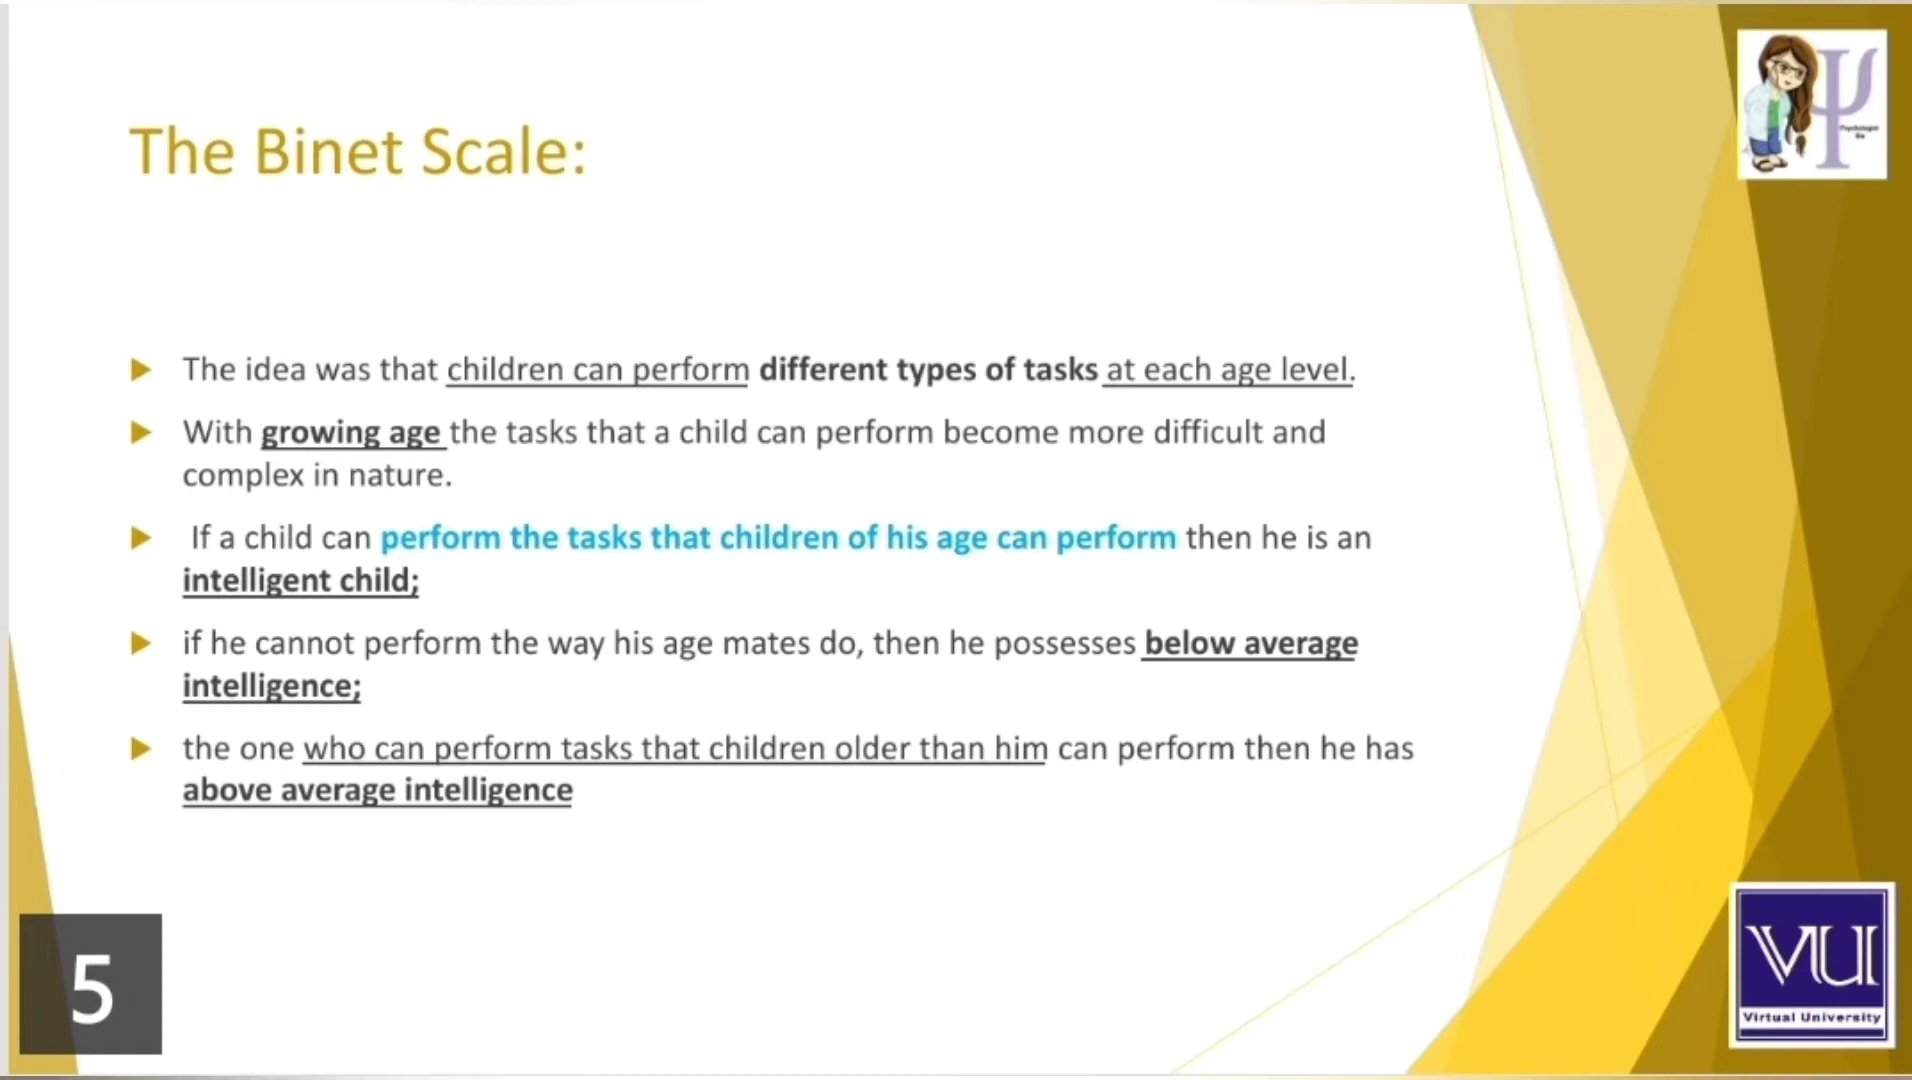 The Binet Scale:
The idea was that children can perform different types of tasks at each age level.
With growing age the tasks that a child can perform become more difficult and
complex in nature.
If a child can perform the tasks that children of his age can perform then he is an
intelligent child;
if he cannot perform the way his age mates do, then he possesses below average
intelligence;
the one who can perform tasks that children older than him can perform then he has
above average intelligence
5
VU
Virtual University